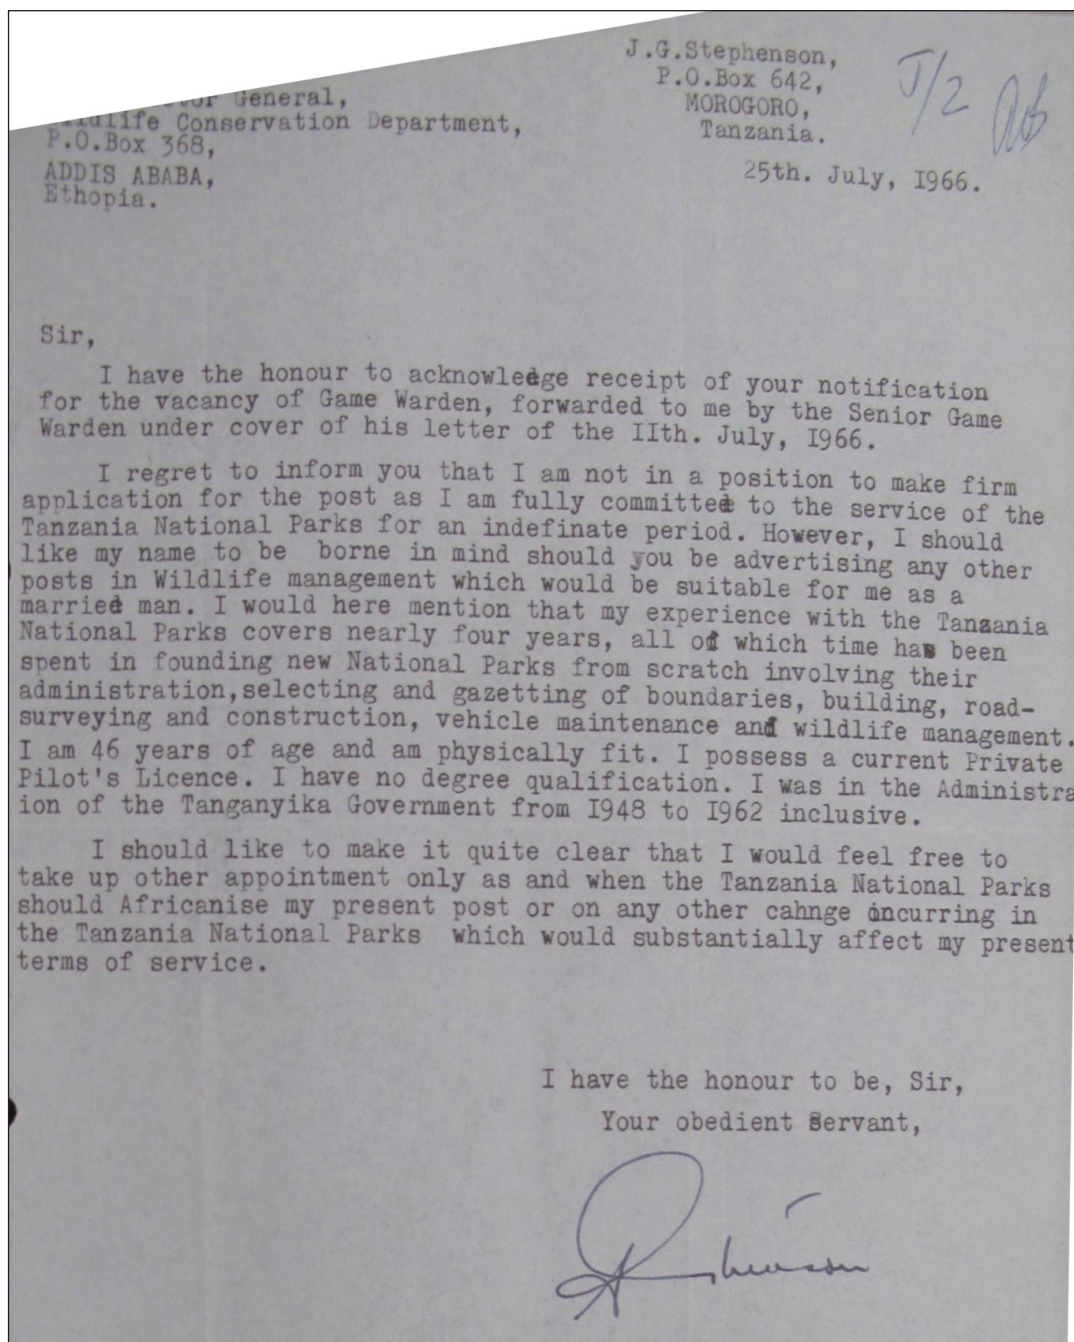 J.G.Stephenson,
P.O.Box 642,
MOROGORO,
Tanzania.
J/2
25th. July, I966.
General,
Wildlife Conservation Department,
P.O.Box 368,
ADDIS ABABA,
Ethopia.
Sir,
I have the honour to acknowledge receipt of your notification
for the vacancy of Game Warden, forwarded to me by the Senior Game
Warden under cover of his letter of the IIth. July, I966.
I regret to inform you that I am not in a position to make firm
application for the post as I am fully committed to the service of the
Tanzania National Parks for an indefinate period. However, I should
like my name to be borne in mind should you be advertising any other
posts in Wildlife management which would be suitable for me as a
married man. I would here mention that my experience with the Tanzania
National Parks covers nearly four years, all of which time has been
spent in founding new National Parks from scratch involving their
administration,selecting and gazetting of boundaries, building, road-
surveying and construction, vehicle maintenance and wildlife management.
I am 46 years of age and am physically fit. I possess a current Private
Pilot's Licence. I have no degree qualification. I was in the Administra
ion of the Tanganyika Government from I948 to I962 inclusive.
I should like to make it quite clear that I would feel free to
take up other appointment only as and when the Tanzania National Parks
should Africanise my present post or on any other cahnge oncurring in
the Tanzania National Parks which would substantially affect my present
terms of service.
I have the honour to be, Sir,
Your obedient Servant,